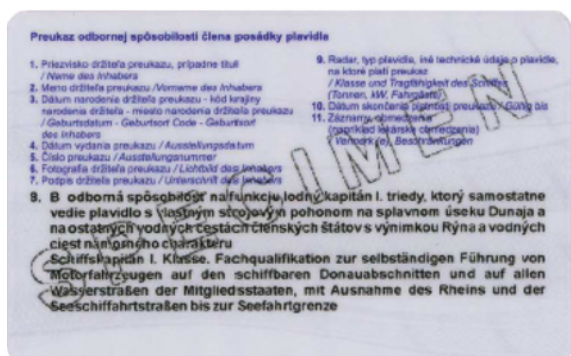 Preukaz odbornej spôsobilosti člena posádky plavidla
1. Priezvisko držiteľa preukazu, prípadne titul
/ Name des Inhabers
2. Meno držiteľa preukazu / Vorname des Inhabers
3. Dátum narodenia držiteľa preukazu - kód krajiny
narodenia držiteľa - miesto narodenia držiteľa preukazu
/ Gaburtsdatum - Geburtsort Code - Geburtsort
des Inhabers
4. Dátum vydania preukazu / Ausstellungsdatum
5. Číslo preukazu / Ausstellungsnummer
6. Fotografia držiteľa preukazu / Lichtbild des Inhabers
7. Podpis držiteľa preukazu / Unterschrift des Inhabers
9. Radar, typ plavidla, iné technické údaje o plavidle,
na ktoré platí preukaz
/ Klasse und Tragfähigkeit des Schiffes
(Tonnen, kW, Fahrgäste)
10. Dátum skončenia platnosti preukazu / Gültig bis
11. Záznamy, obmedzenia
(napríklad lekárske obmedzenia)
/ Vermerk(e), Beschränkungen
8. B odborná spôsobilosť na funkciu lodný kapitán I. triedy, ktorý samostatne
vedie plavidlo s vlastným strojovým pohonom na splavnom úseku Dunaja a
na ostatných vodných cestách členských štátov s výnimkou Rýna a vodných
ciest námorného charakteru
Schiffskapitän I. Klasse. Fachqualifikation zur selbständigen Führung von
Motorfahrzeugen auf den schiffbaren Donauabschnitten und auf allen
Wasserstraßen der Mitgliedsstaaten, mit Ausnahme des Rheins und der
Seeschiffahrtstraßen bis zur Seefahrtgrenze
SPECIMEN